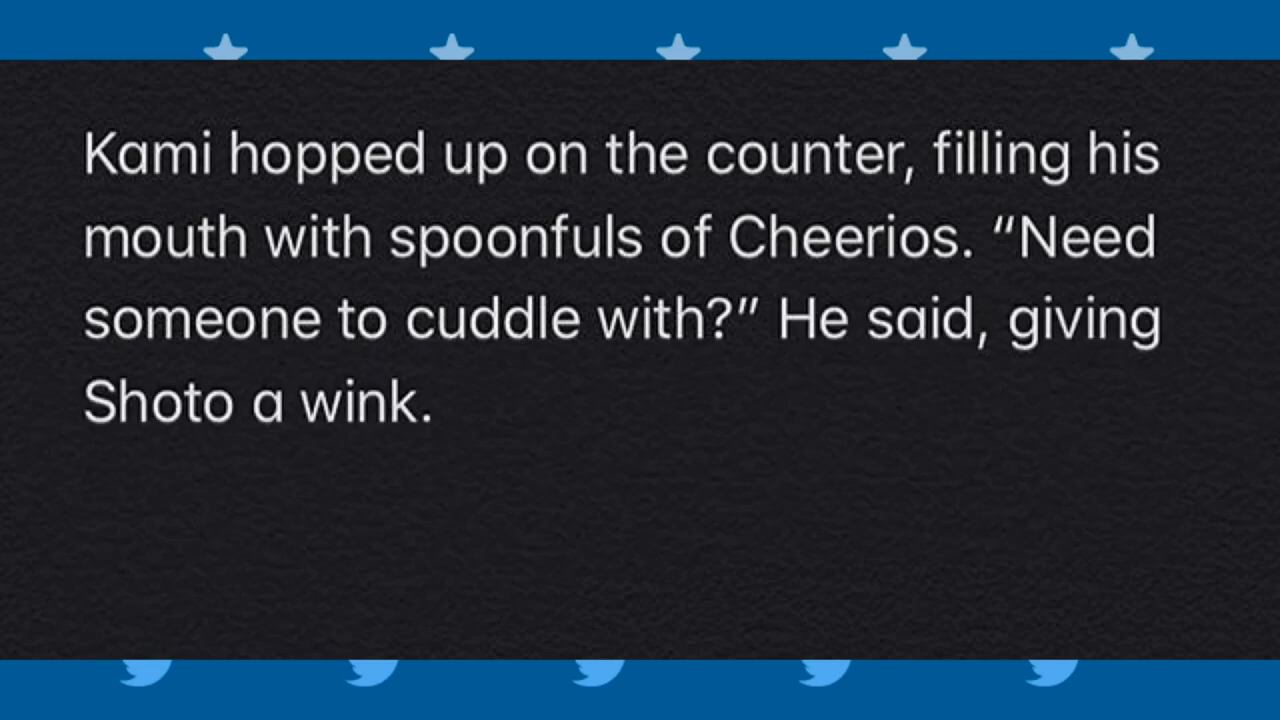 Kami hopped up on the counter, filling his
mouth with spoonfuls of Cheerios. “Need
someone to cuddle with?” He said, giving
Shoto a wink.